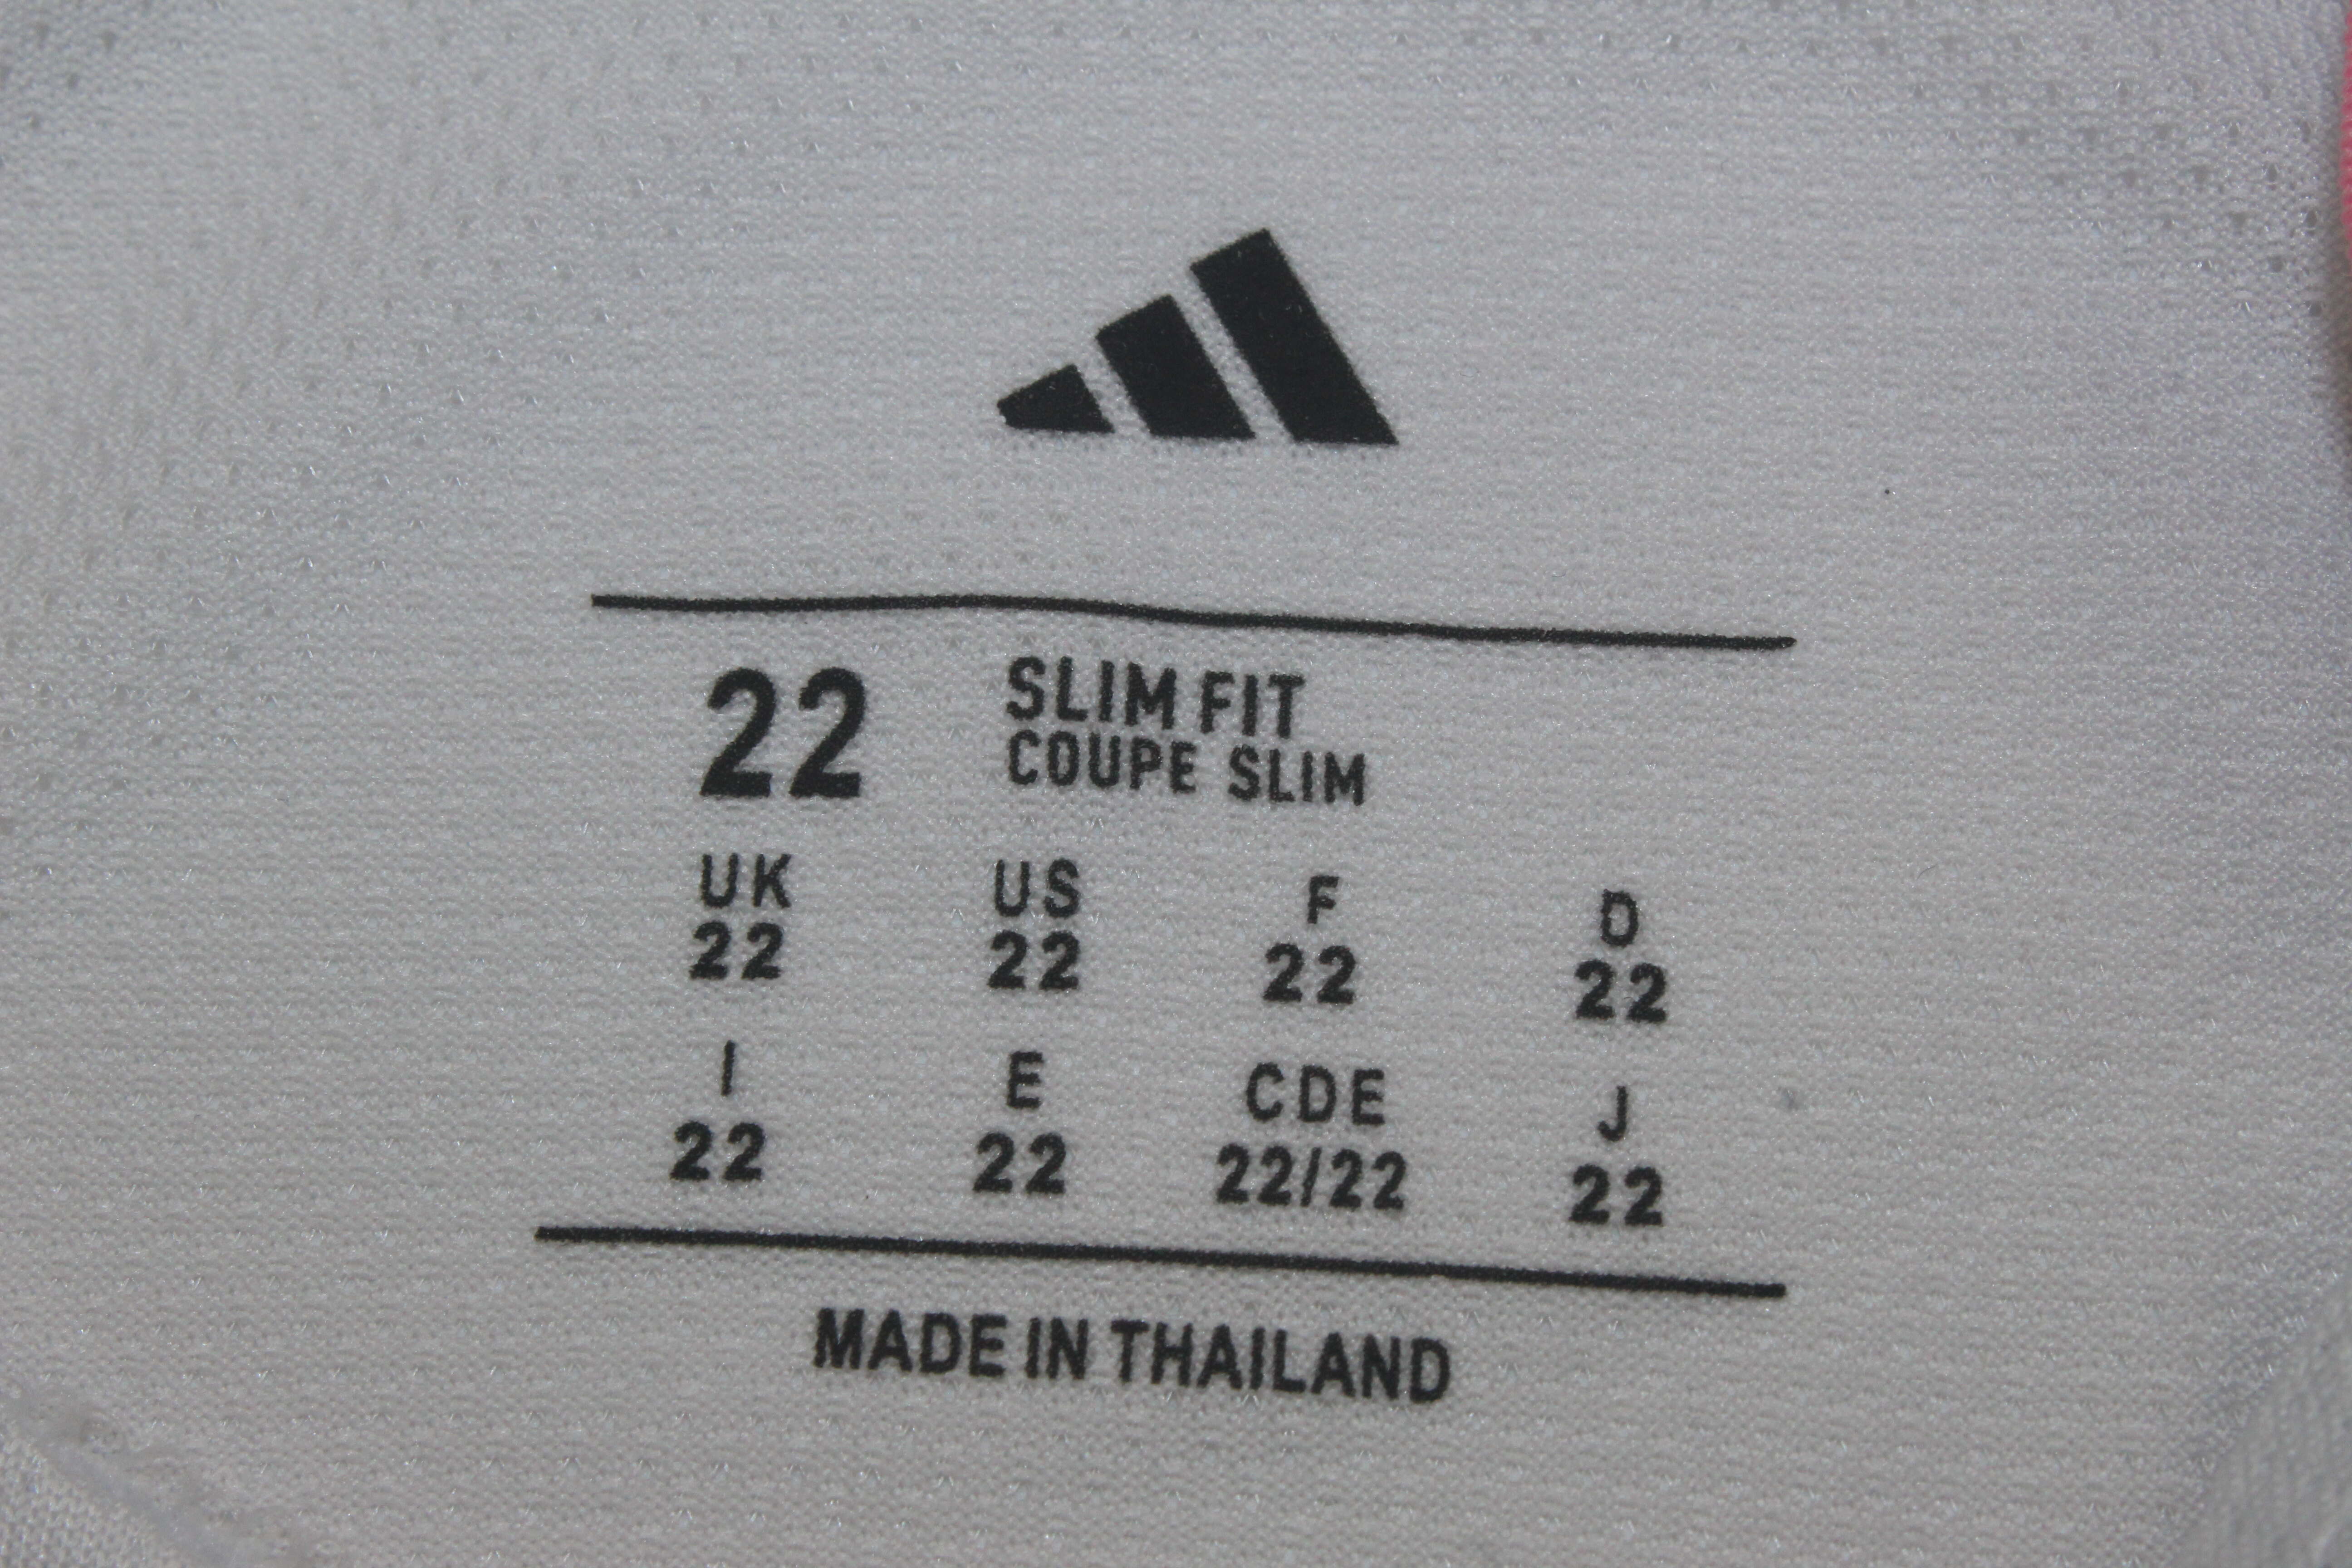 22 SLIM FIT
COUPE SLIM
UK US F D
22 22 22 22
I E CDE J
22 22 22/22 22
MADE IN THAILAND